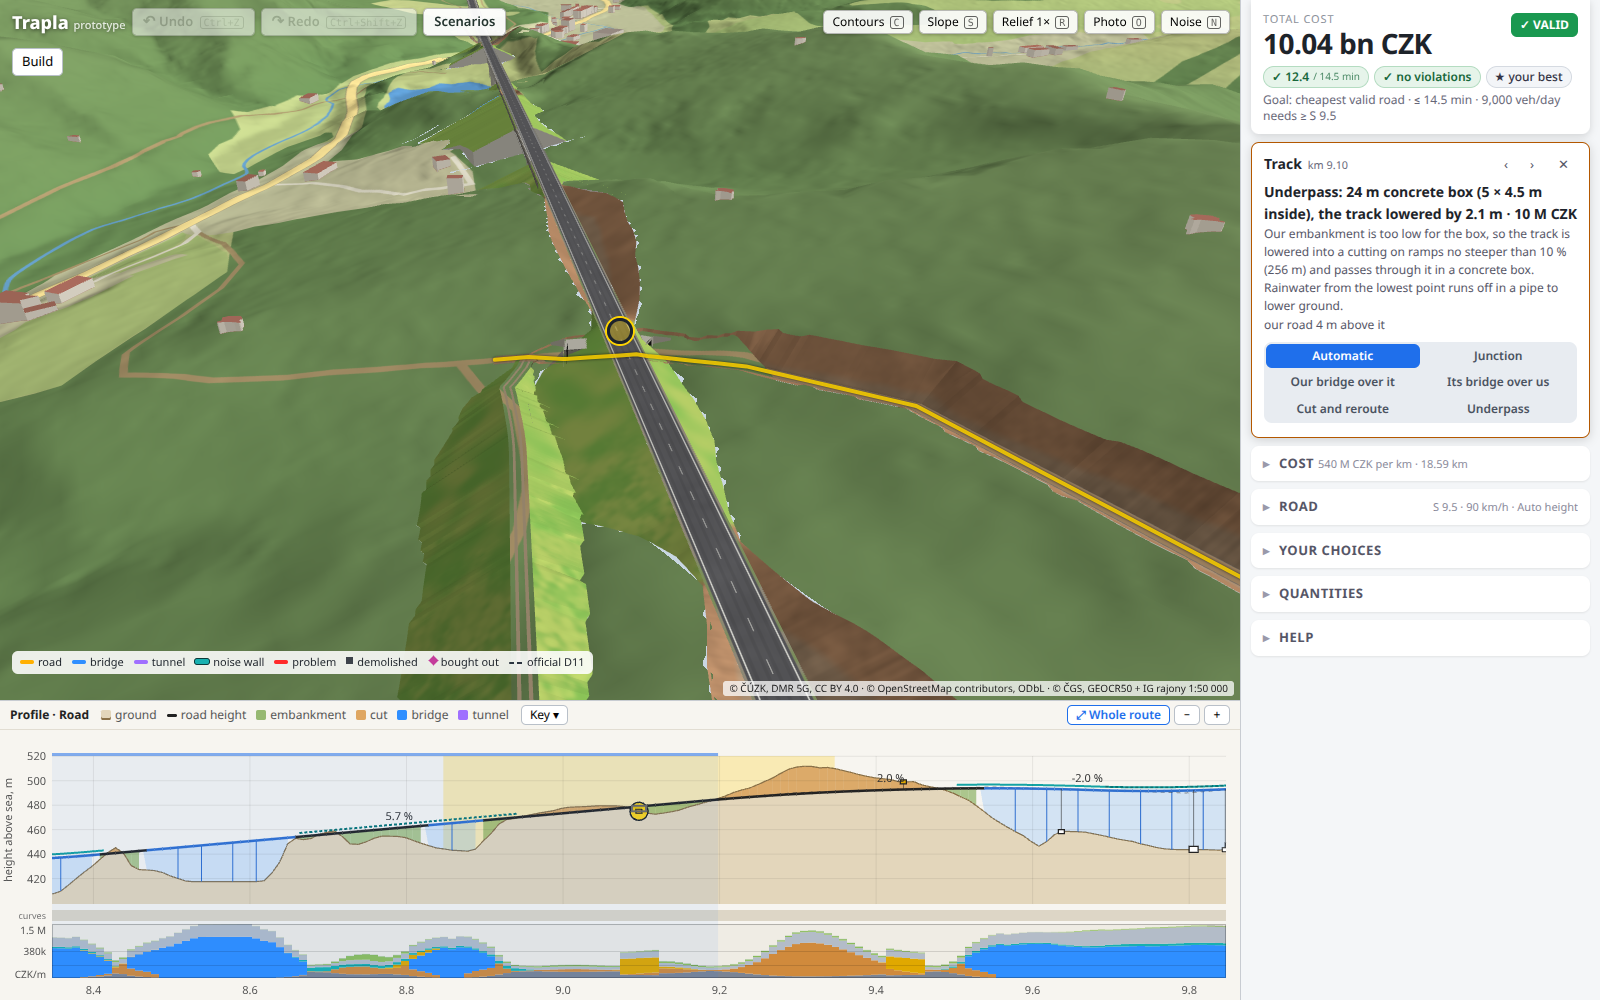 Trapla prototype
↶ Undo Ctrl+Z
↷ Redo Ctrl+Shift+Z
Scenarios
Contours C
Slope S
Relief 1× R
Photo O
Noise N
Build
road
bridge
tunnel
noise wall
problem
demolished
bought out
official D11
© ČÚZK, DMR 5G, CC BY 4.0 · © OpenStreetMap contributors, ODbL · © ČGS, GEOCR50 + IG rajony 1:50 000
TOTAL COST
10.04 bn CZK
✓ VALID
✓ 12.4 / 14.5 min
✓ no violations
★ your best
Goal: cheapest valid road · ≤ 14.5 min · 9,000 veh/day
needs ≥ S 9.5
Track km 9.10
‹ › ✕
Underpass: 24 m concrete box (5 × 4.5 m
inside), the track lowered by 2.1 m · 10 M CZK
Our embankment is too low for the box, so the track is
lowered into a cutting on ramps no steeper than 10 %
(256 m) and passes through it in a concrete box.
Rainwater from the lowest point runs off in a pipe to
lower ground.
our road 4 m above it
Automatic
Junction
Our bridge over it
Its bridge over us
Cut and reroute
Underpass
▶ COST 540 M CZK per km · 18.59 km
▶ ROAD S 9.5 · 90 km/h · Auto height
▶ YOUR CHOICES
▶ QUANTITIES
▶ HELP
Profile · Road
ground
road height
embankment
cut
bridge
tunnel
Key ▾
⤢ Whole route
−
+
height above sea, m
520
500
480
460
440
420
5.7 %
2.0 %
-2.0 %
curves
1.5 M
380k
CZK/m
8.4
8.6
8.8
9.0
9.2
9.4
9.6
9.8